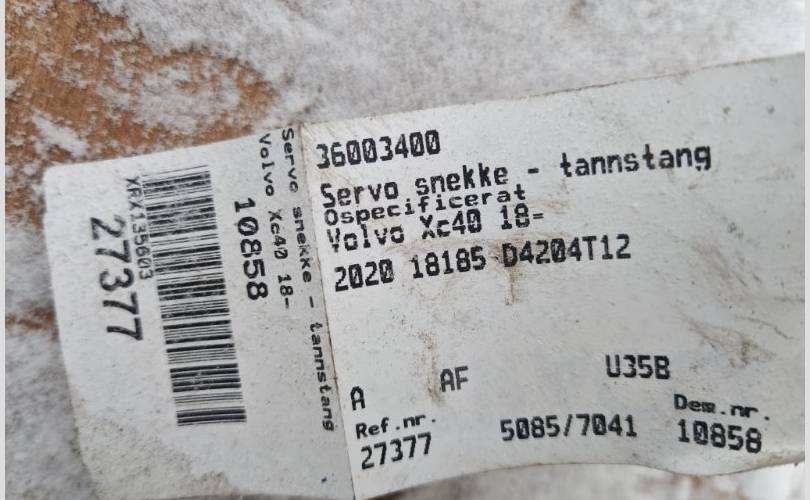 36003400
Servo snekke - tannstang
Ospecificerat
Volvo Xc40 18-
2020 18185 D4204T12
A AF U35B
Ref.nr. 5085/7041 Dem.nr.
27377 10858
Servo snekke - tannstang
Volvo Xc40 18-
10858
XRX135603
27377